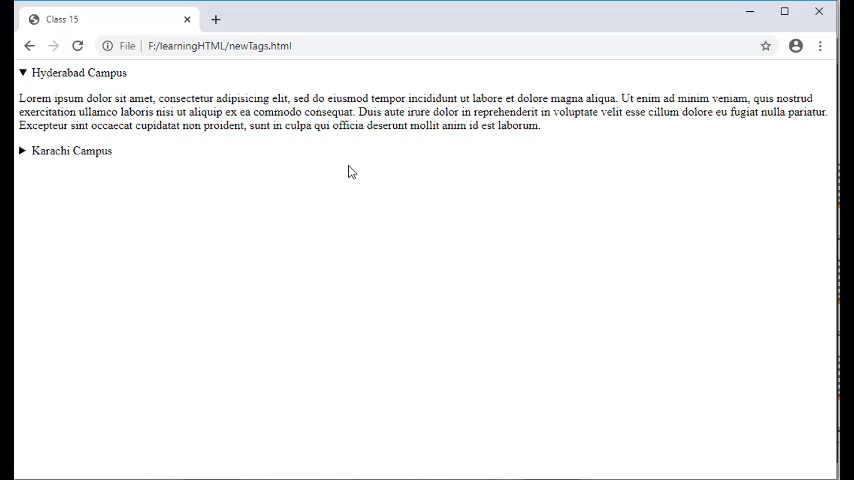 Class 15
File
F:/learningHTML/newTags.html
Hyderabad Campus
Lorem ipsum dolor sit amet, consectetur adipisicing elit, sed do eiusmod tempor incididunt ut labore et dolore magna aliqua. Ut enim ad minim veniam, quis nostrud
exercitation ullamco laboris nisi ut aliquip ex ea commodo consequat. Duis aute irure dolor in reprehenderit in voluptate velit esse cillum dolore eu fugiat nulla pariatur.
Excepteur sint occaecat cupidatat non proident, sunt in culpa qui officia deserunt mollit anim id est laborum.
Karachi Campus